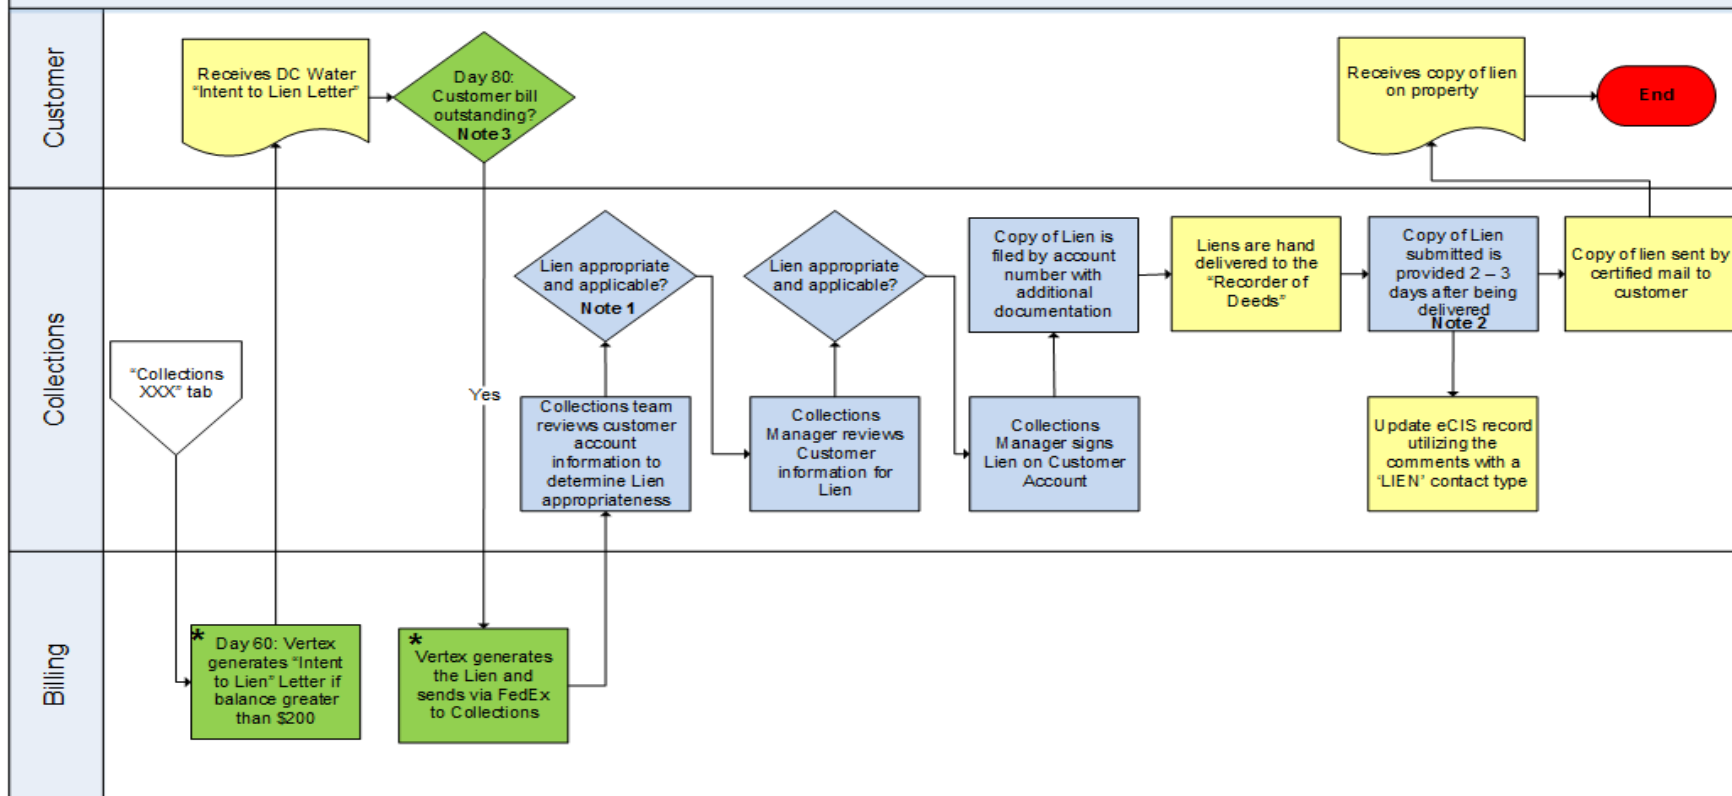 Customer
Receives DC Water
“Intent to Lien Letter”
Day 80:
Customer bill
outstanding?
Note 3
Receives copy of lien
on property
End
Collections
“Collections
XXX” tab
Yes
Lien appropriate
and applicable?
Note 1
Collections team
reviews customer
account
information to
determine Lien
appropriateness
Lien appropriate
and applicable?
Collections
Manager reviews
Customer
information for
Lien
Copy of Lien is
filed by account
number with
additional
documentation
Collections
Manager signs
Lien on Customer
Account
Liens are hand
delivered to the
“Recorder of
Deeds”
Copy of Lien
submitted is
provided 2 – 3
days after being
delivered
Note 2
Update eCIS record
utilizing the
comments with a
‘LIEN’ contact type
Copy of lien sent by
certified mail to
customer
Billing
*
Day 60: Vertex
generates “Intent
to Lien” Letter if
balance greater
than $200
*
Vertex generates
the Lien and
sends via FedEx
to Collections